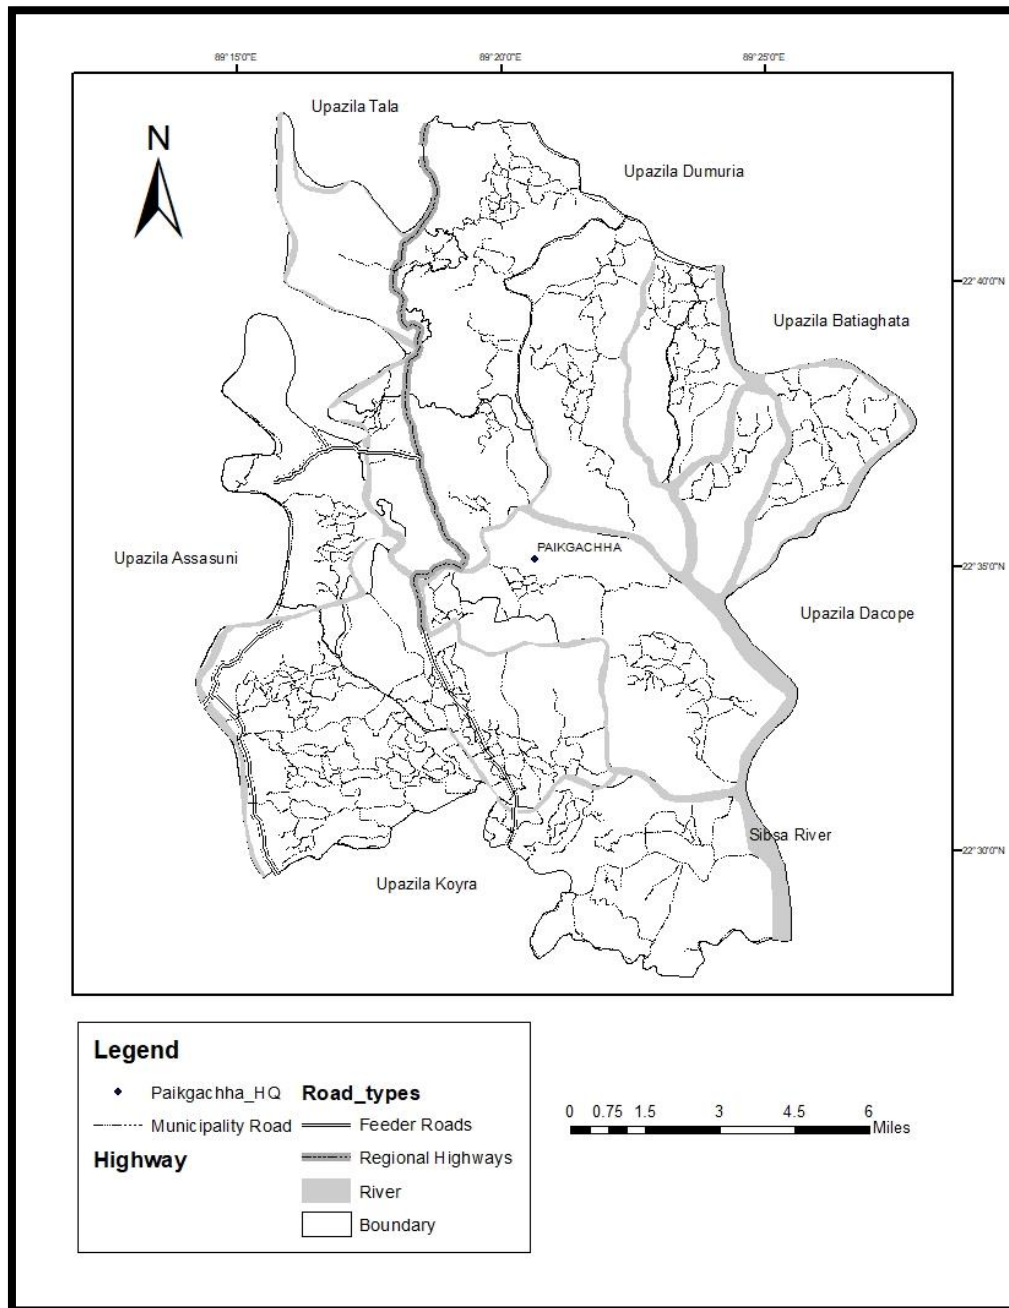 89°15'0"E
89°20'0"E
89°25'0"E
Upazila Tala
N
Upazila Dumuria
22°40'0"N
Upazila Batiaghata
PAIKGACHHA
Upazila Assasuni
22°35'0"N
Upazila Dacope
Sibsa River
22°30'0"N
Upazila Koyra
Legend
Paikgachha_HQ
Municipality Road
Highway
Road_types
Feeder Roads
Regional Highways
River
Boundary
0 0.75 1.5 3 4.5 6
Miles